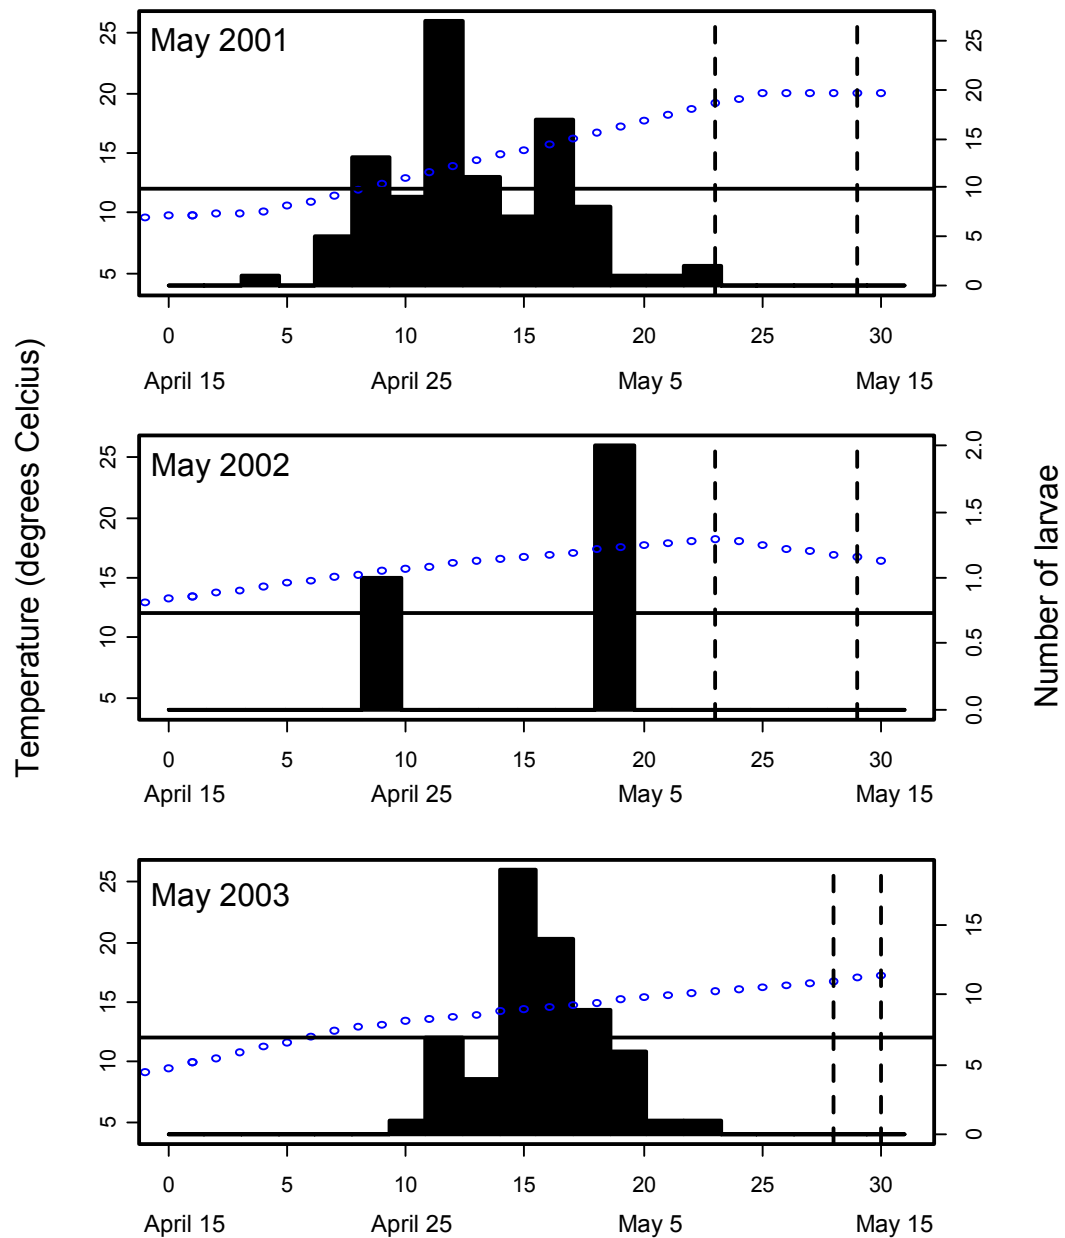 Temperature (degrees Celcius)
Number of larvae
May 2001
25
20
15
10
5
25
20
15
10
5
0
0 5 10 15 20 25 30
April 15 April 25 May 5 May 15
May 2002
25
20
15
10
5
2.0
1.5
1.0
0.5
0.0
0 5 10 15 20 25 30
April 15 April 25 May 5 May 15
May 2003
25
20
15
10
5
15
10
5
0
0 5 10 15 20 25 30
April 15 April 25 May 5 May 15